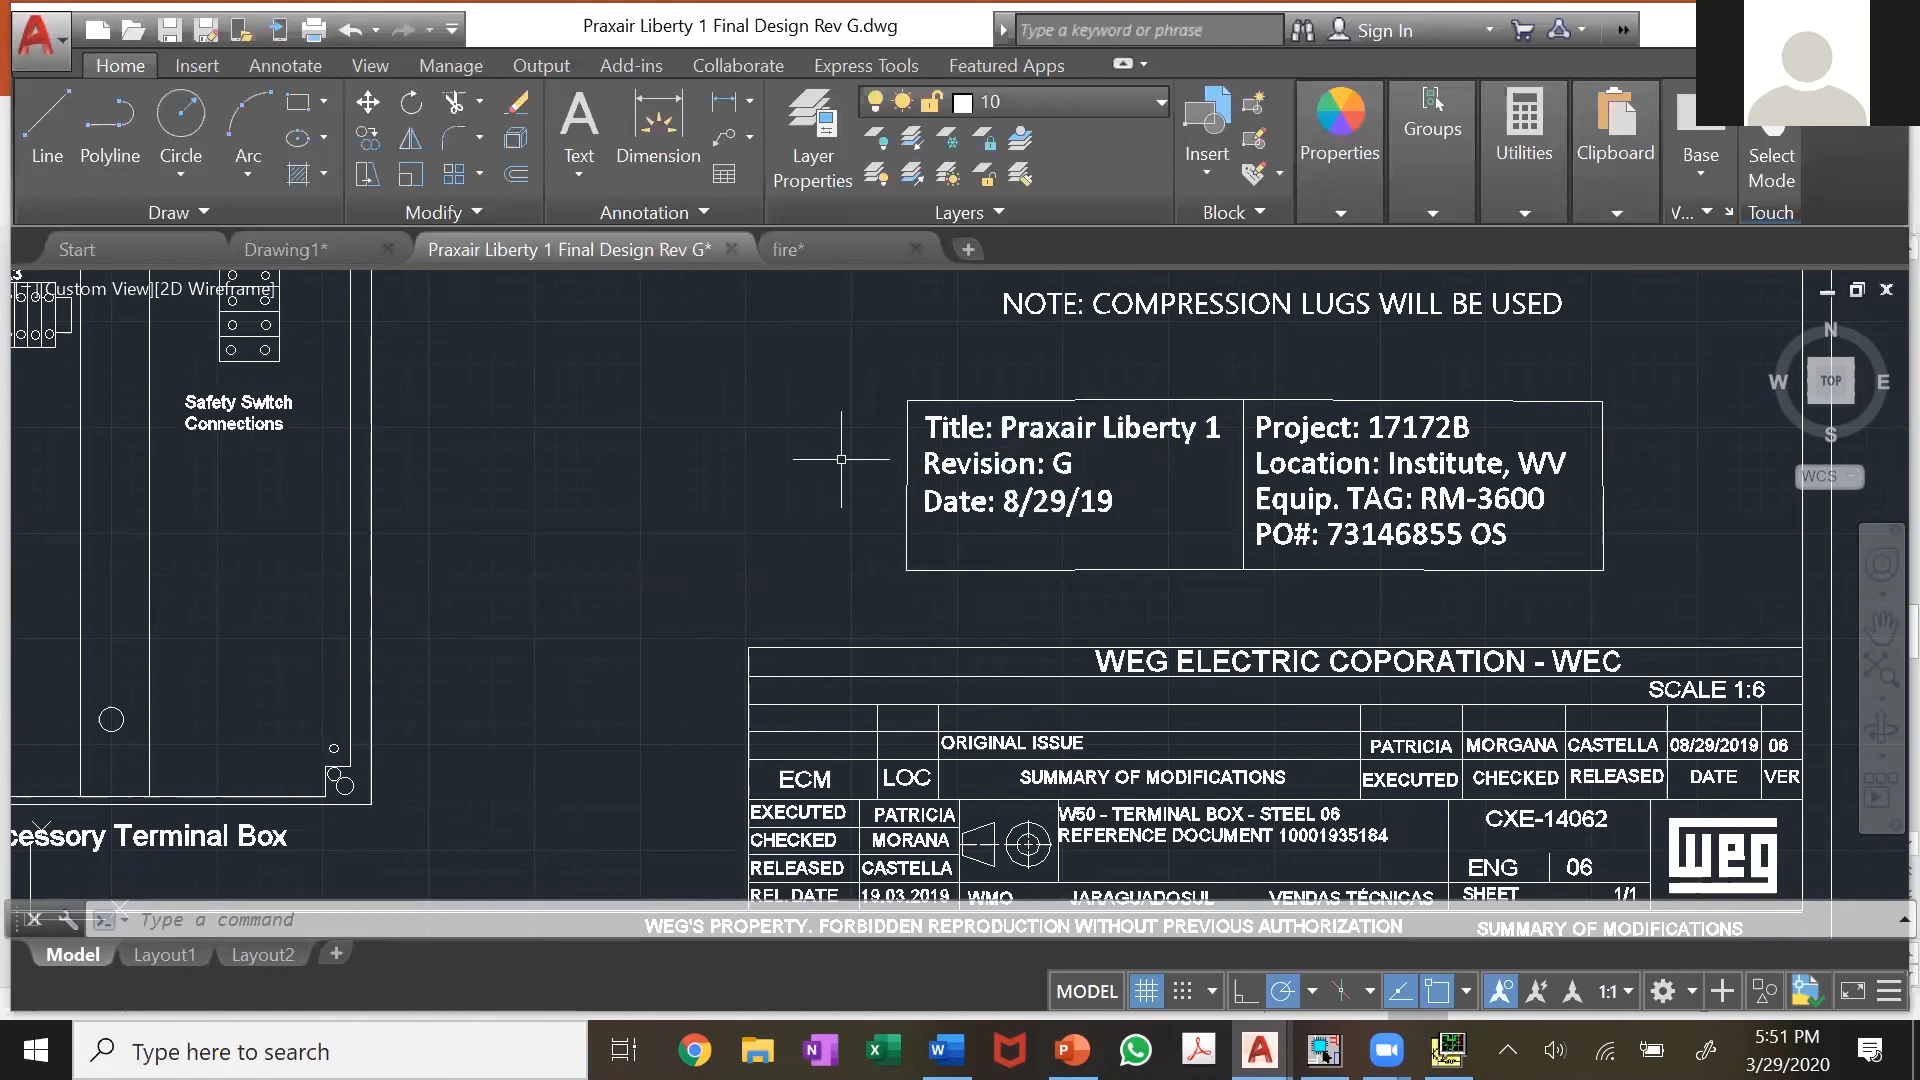 Praxair Liberty 1 Final Design Rev G.dwg
Type a keyword or phrase
Sign In
Home Insert Annotate View Manage Output Add-ins Collaborate Express Tools Featured Apps
10
Line Polyline Circle Arc
Text Dimension
Layer Properties
Insert
Properties
Groups
Utilities
Clipboard
Base
Select Mode
Draw Modify Annotation Layers Block V... Touch
Start Drawing1* Praxair Liberty 1 Final Design Rev G* fire*
[-][Custom View][2D Wireframe]
NOTE: COMPRESSION LUGS WILL BE USED
N
W TOP E
S
WCS
Safety Switch
Connections
Title: Praxair Liberty 1
Revision: G
Date: 8/29/19
Project: 17172B
Location: Institute, WV
Equip. TAG: RM-3600
PO#: 73146855 OS
WEG ELECTRIC COPORATION - WEC
SCALE 1:6
ORIGINAL ISSUE PATRICIA MORGANA CASTELLA 08/29/2019 06
ECM LOC SUMMARY OF MODIFICATIONS EXECUTED CHECKED RELEASED DATE VER
EXECUTED PATRICIA
CHECKED MORANA
RELEASED CASTELLA
REL. DATE 19.03.2019
W50 - TERMINAL BOX - STEEL 06
REFERENCE DOCUMENT 10001935184
CXE-14062
ENG 06
weg
WMO JARAGUADOSUL VENDAS TÉCNICAS SHEET 1/1
cessory Terminal Box
Type a command
WEG'S PROPERTY. FORBIDDEN REPRODUCTION WITHOUT PREVIOUS AUTHORIZATION SUMMARY OF MODIFICATIONS
Model Layout1 Layout2
MODEL 1:1
Type here to search
5:51 PM
3/29/2020